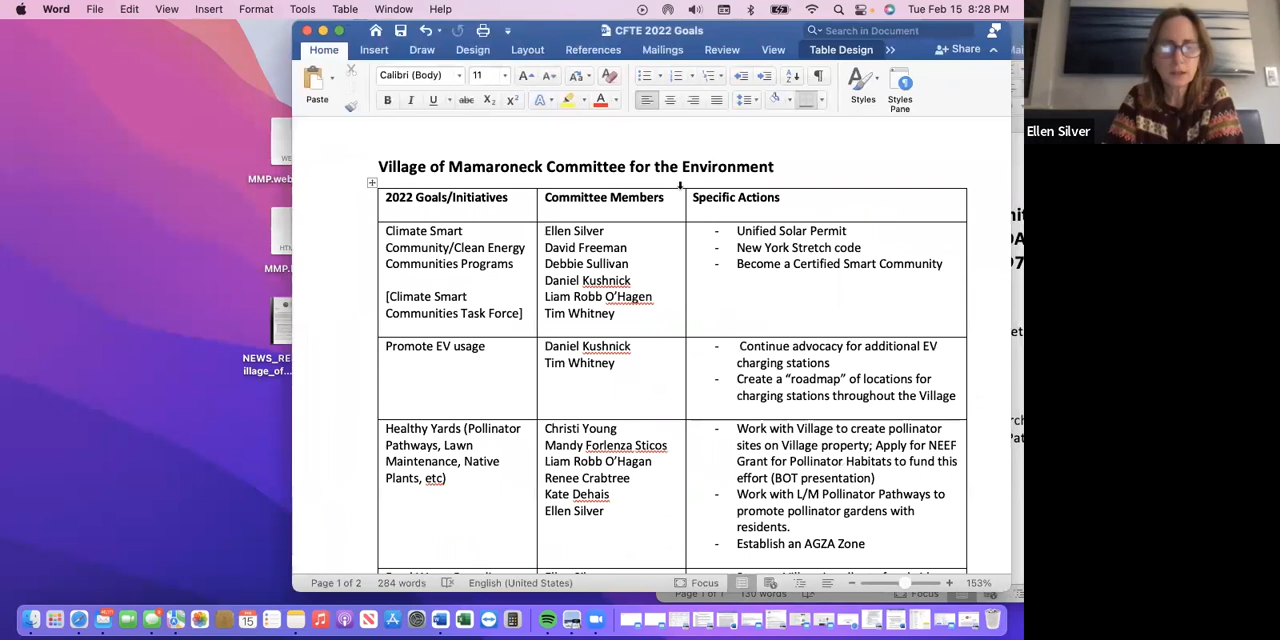 Word File Edit View Insert Format Tools Table Window Help Tue Feb 15 8:28 PM
CFTE 2022 Goals
Search in Document
Home Insert Draw Design Layout References Mailings Review View Table Design Share
Calibri (Body) 11
Paste
Styles
Styles Pane
Ellen Silver
Village of Mamaroneck Committee for the Environment
2022 Goals/Initiatives Committee Members Specific Actions
Climate Smart
Community/Clean Energy
Communities Programs
[Climate Smart
Communities Task Force]
Ellen Silver
David Freeman
Debbie Sullivan
Daniel Kushnick
Liam Robb O’Hagen
Tim Whitney
- Unified Solar Permit
- New York Stretch code
- Become a Certified Smart Community
Promote EV usage
Daniel Kushnick
Tim Whitney
- Continue advocacy for additional EV
charging stations
- Create a “roadmap” of locations for
charging stations throughout the Village
Healthy Yards (Pollinator
Pathways, Lawn
Maintenance, Native
Plants, etc)
Christi Young
Mandy Forlenza Sticos
Liam Robb O’Hagan
Renee Crabtree
Kate Dehais
Ellen Silver
- Work with Village to create pollinator
sites on Village property; Apply for NEEF
Grant for Pollinator Habitats to fund this
effort (BOT presentation)
- Work with L/M Pollinator Pathways to
promote pollinator gardens with
residents.
- Establish an AGZA Zone
MMP.web
MMP.
NEWS_RE
illage_of...
Page 1 of 2 284 words English (United States) Focus 153%
Page 1 of 1 130 words Focus